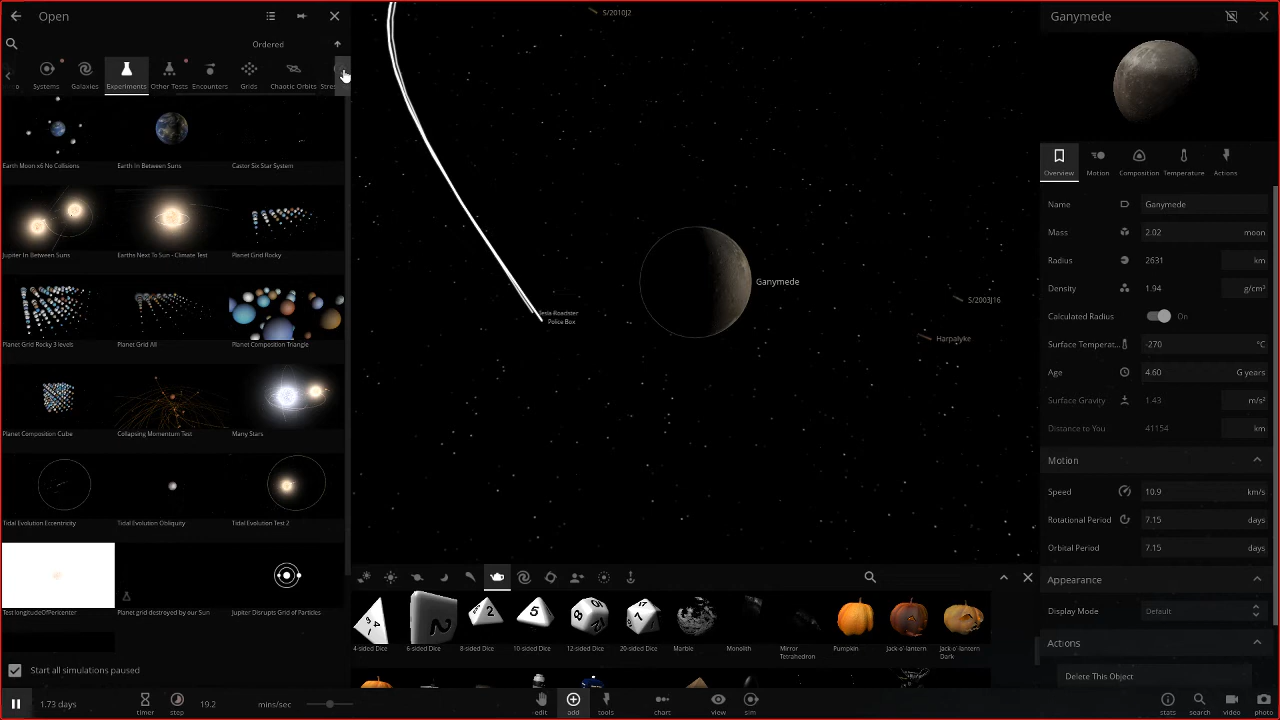 Open
Ordered
Systems Galaxies Experiments Other Tests Encounters Grids Chaotic Orbits Stres
Earth Moon x6 No Collisions Earth In Between Suns Castor Six Star System
Jupiter In Between Suns Earths Next To Sun - Climate Test Planet Grid Rocky
Planet Grid Rocky 3 levels Planet Grid All Planet Composition Triangle
Planet Composition Cube Collapsing Momentum Test Many Stars
Tidal Evolution Eccentricity Tidal Evolution Obliquity Tidal Evolution Test 2
TestlongitudeOfPericenter Planet grid destroyed by our Sun Jupiter Disrupts Grid of Particles
Start all simulations paused
S/2010J2
Tesla Roadster
Police Box
Ganymede
S/2003J16
Harpalyke
4-sided Dice 6-sided Dice 8-sided Dice 10-sided Dice 12-sided Dice 20-sided Dice Marble Monolith Mirror Tetrahedron Pumpkin Jack-o'-lantern Jack-o'-lantern Dark
1.73 days timer step 19.2 mins/sec edit add tools chart view sim stats search video photo
Ganymede
Overview Motion Composition Temperature Actions
Name Ganymede
Mass 2.02 moon
Radius 2631 km
Density 1.94 g/cm³
Calculated Radius On
Surface Temperat... -270 °C
Age 4.60 G years
Surface Gravity 1.43 m/s²
Distance to You 41154 km
Motion
Speed 10.9 km/s
Rotational Period 7.15 days
Orbital Period 7.15 days
Appearance
Display Mode Default
Actions
Delete This Object